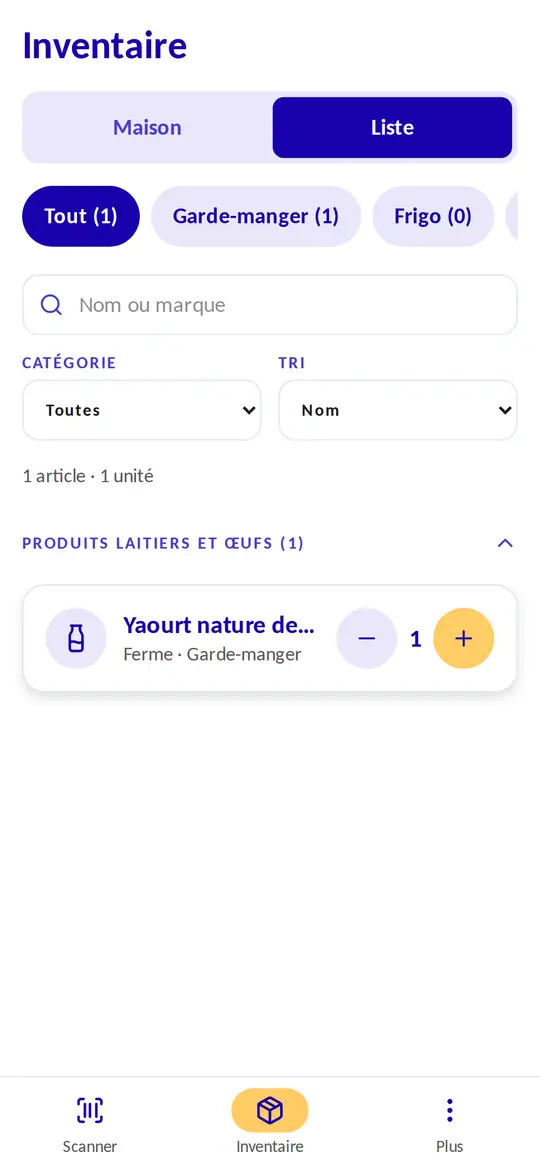 Inventaire
Maison
Liste
Tout (1)
Garde-manger (1)
Frigo (0)
Nom ou marque
CATÉGORIE
TRI
Toutes
Nom
1 article · 1 unité
PRODUITS LAITIERS ET ŒUFS (1)
Yaourt nature de...
Ferme · Garde-manger
1
Scanner
Inventaire
Plus